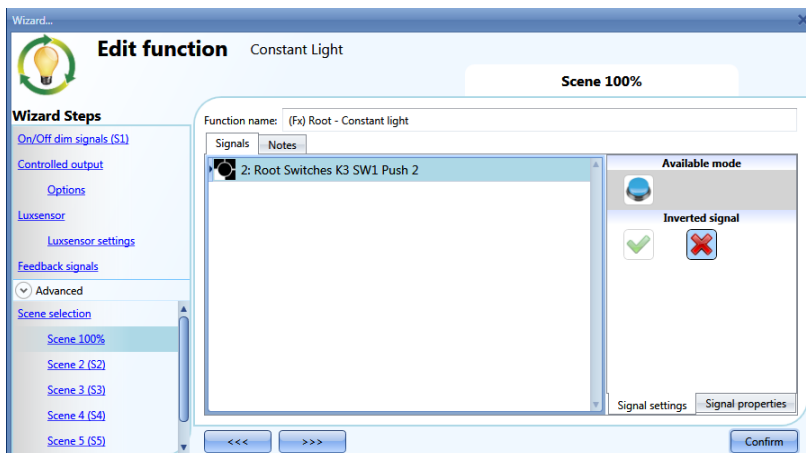 Wizard...
Edit function Constant Light
Scene 100%
Wizard Steps
On/Off dim signals (S1)
Controlled output
Options
Luxsensor
Luxsensor settings
Feedback signals
Advanced
Scene selection
Scene 100%
Scene 2 (S2)
Scene 3 (S3)
Scene 4 (S4)
Scene 5 (S5)
Function name: (Fx) Root - Constant light
Signals Notes
2: Root Switches K3 SW1 Push 2
Available mode
Inverted signal
Signal settings Signal properties
<<< >>> Confirm